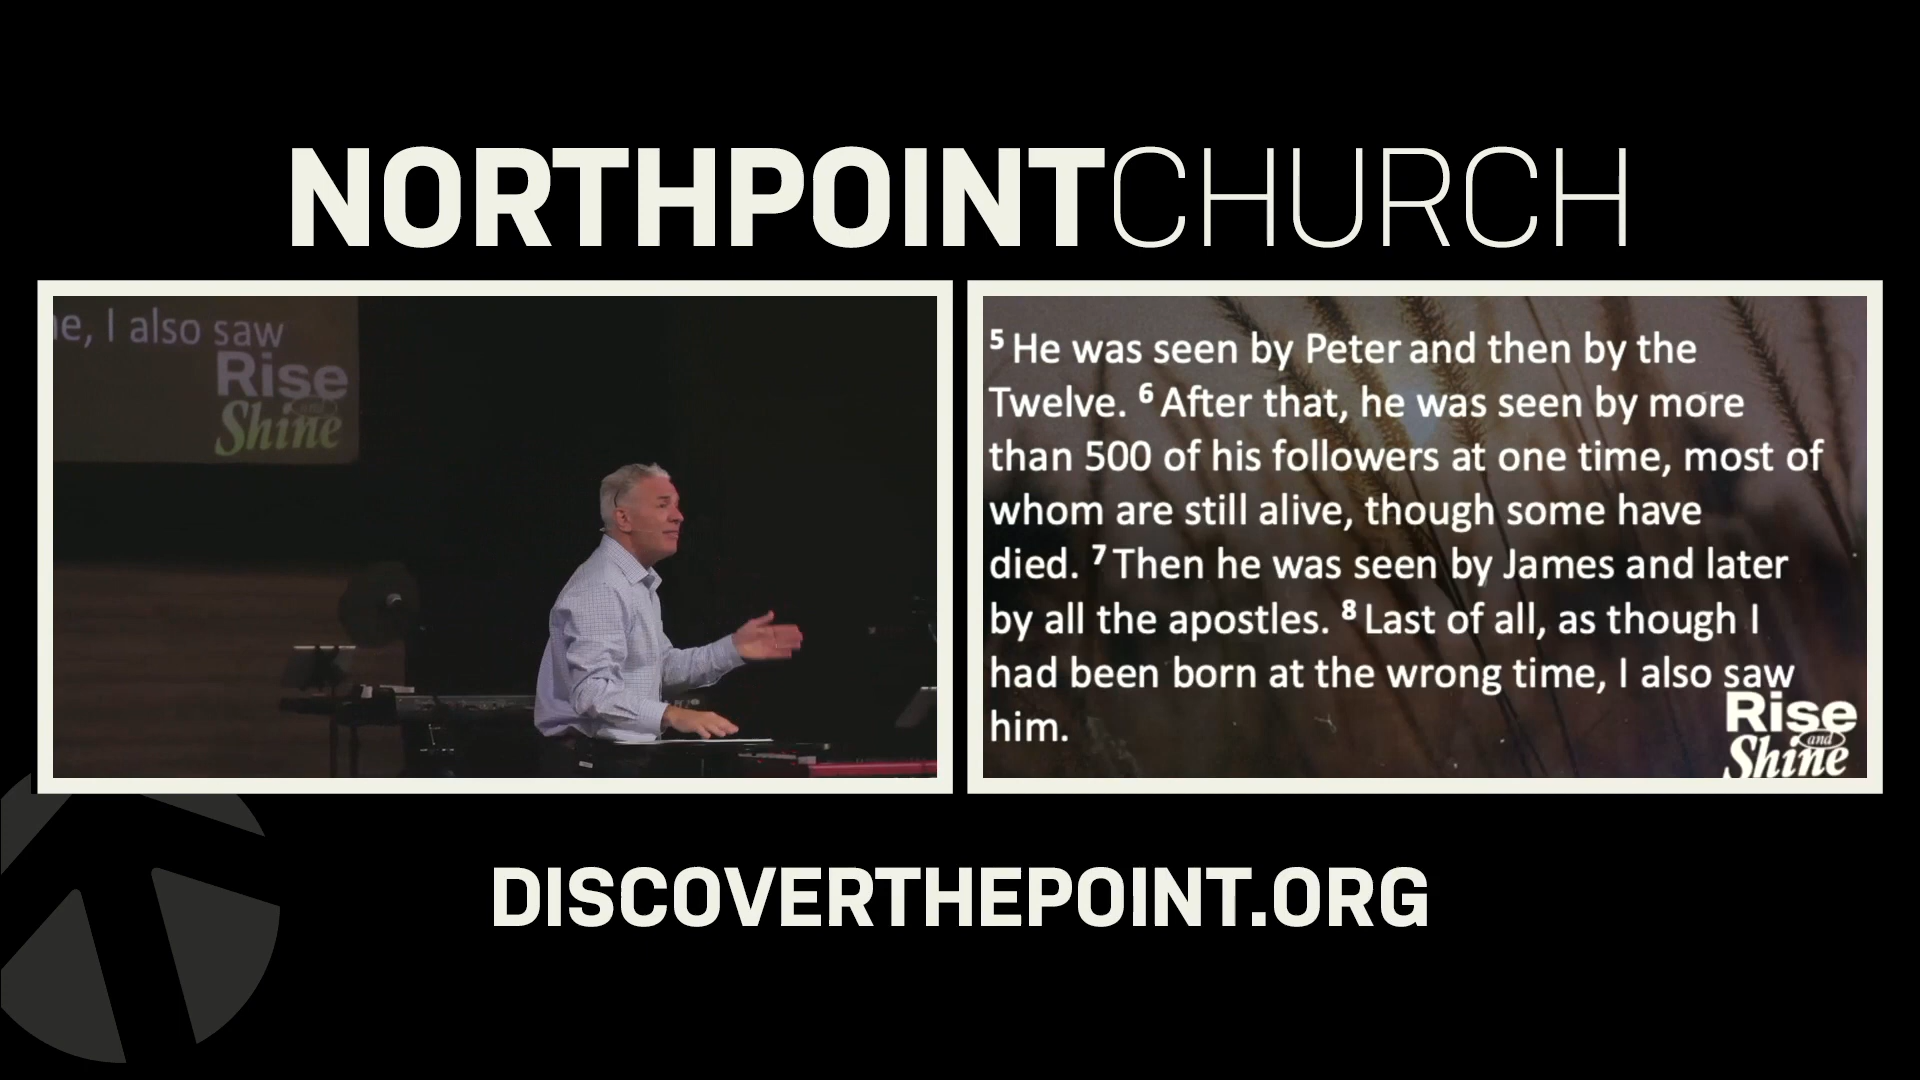 NORTHPOINTCHURCH
e, I also saw
Rise
and
Shine
⁵ He was seen by Peter and then by the
Twelve. ⁶ After that, he was seen by more
than 500 of his followers at one time, most of
whom are still alive, though some have
died. ⁷ Then he was seen by James and later
by all the apostles. ⁸ Last of all, as though I
had been born at the wrong time, I also saw
him.
Rise
and
Shine
DISCOVERTHEPOINT.ORG